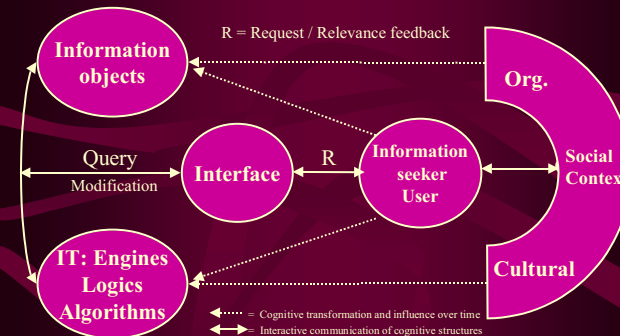 R = Request / Relevance feedback
Information
objects
Org.
Query
Modification
Interface
R
Information
seeker
User
Social
Context
IT: Engines
Logics
Algorithms
Cultural
= Cognitive transformation and influence over time
= Interactive communication of cognitive structures